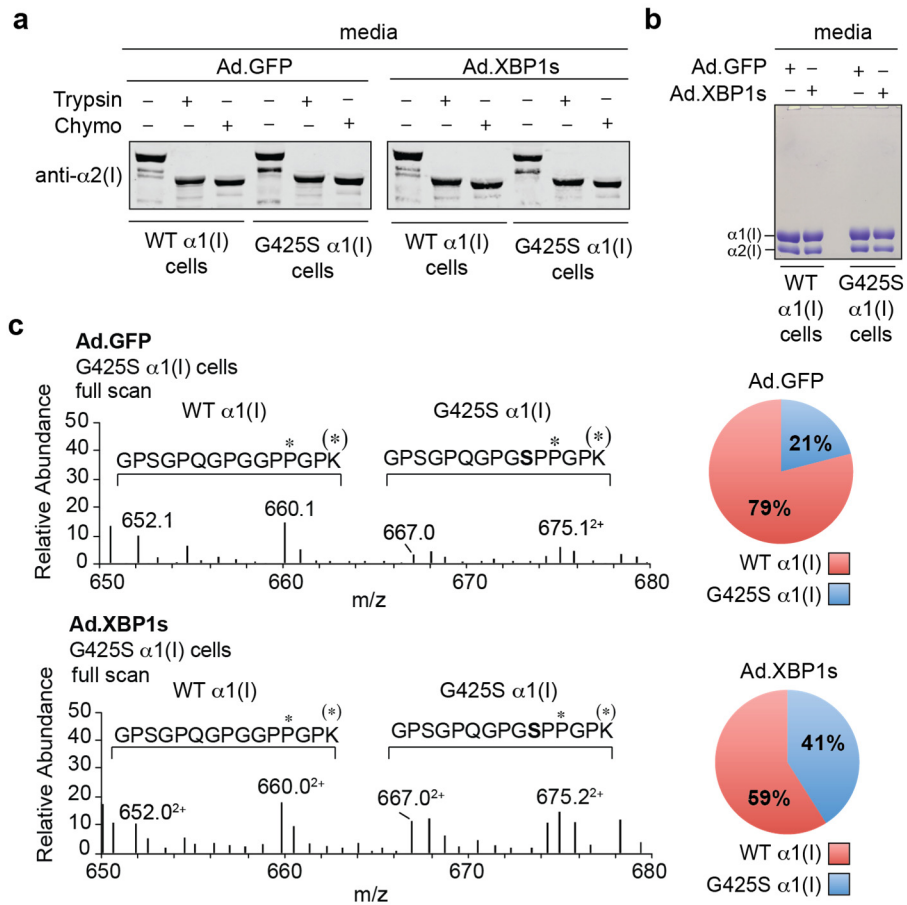 a
media
Ad.GFP
Ad.XBP1s
Trypsin – + – – + – – + – – + –
Chymo – – + – – + – – + – – +
anti-α2(I)
WT α1(I)
cells
G425S α1(I)
cells
WT α1(I)
cells
G425S α1(I)
cells
b
media
Ad.GFP + +
Ad.XBP1s + +
α1(I)
α2(I)
WT
α1(I)
cells
G425S
α1(I)
cells
c
Ad.GFP
G425S α1(I) cells
full scan
WT α1(I)
G425S α1(I)
* (*)
GPSGPQGPGGPPGPK
* (*)
GPSGPQGPGSPPGPK
Relative Abundance
50
40
30
20
10
0
652.1
660.1
667.0
675.1²⁺
650
660
670
680
m/z
Ad.GFP
21%
79%
WT α1(I)
G425S α1(I)
Ad.XBP1s
G425S α1(I) cells
full scan
WT α1(I)
G425S α1(I)
* (*)
GPSGPQGPGGPPGPK
* (*)
GPSGPQGPGSPPGPK
Relative Abundance
50
40
30
20
10
0
652.0²⁺
660.0²⁺
667.0²⁺
675.2²⁺
650
660
670
680
m/z
Ad.XBP1s
41%
59%
WT α1(I)
G425S α1(I)